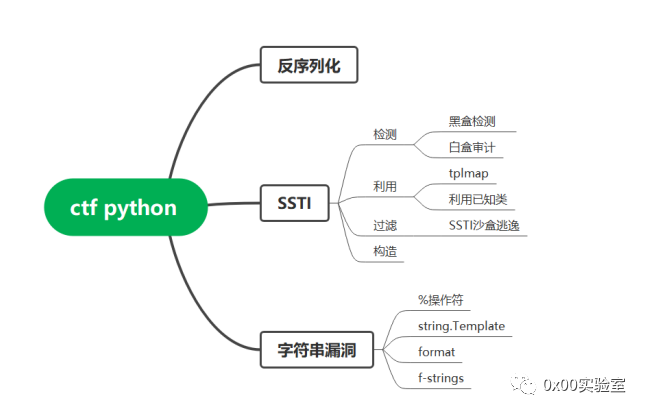 ctf python
反序列化
SSTI
检测
黑盒检测
白盒审计
利用
tplmap
利用已知类
过滤
SSTI沙盒逃逸
构造
字符串漏洞
%操作符
string.Template
format
f-strings
0x00实验室